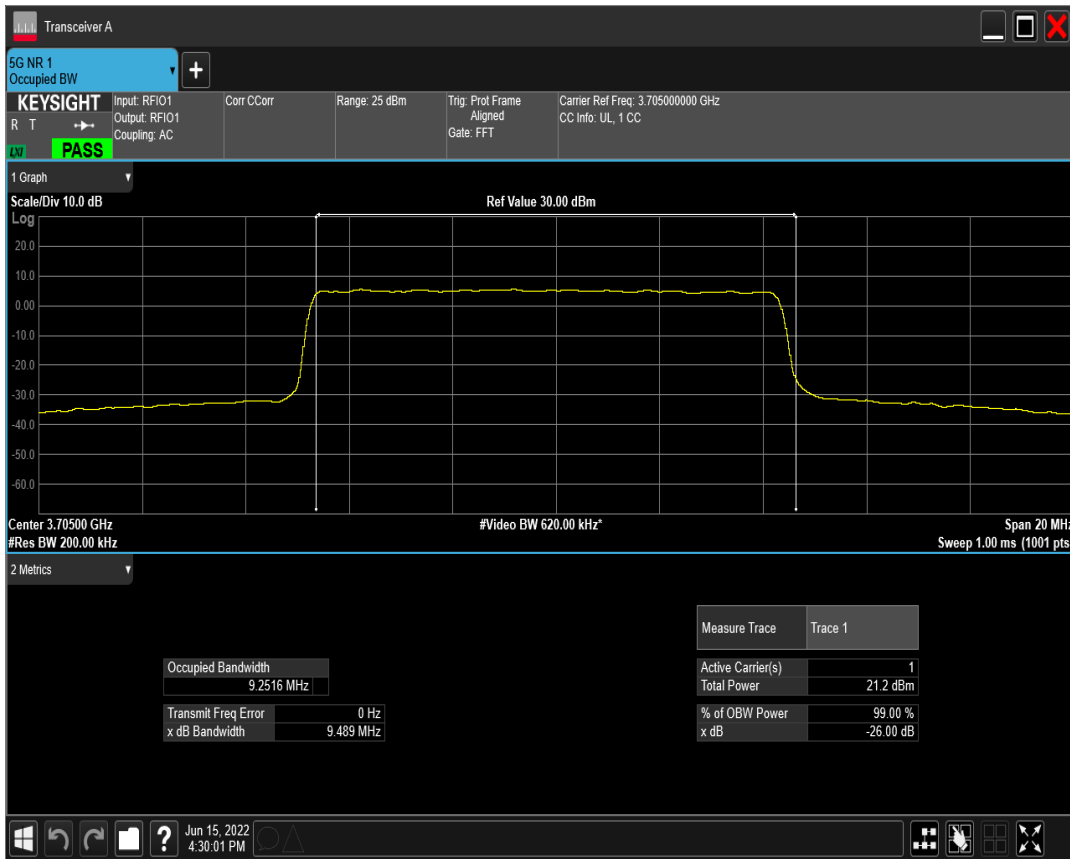 Transceiver A
5G NR 1
Occupied BW
+
KEYSIGHT
R T
LXI
PASS
Input: RFIO1
Output: RFIO1
Coupling: AC
Corr CCorr
Range: 25 dBm
Trig: Prot Frame
Aligned
Gate: FFT
Carrier Ref Freq: 3.705000000 GHz
CC Info: UL, 1 CC
1 Graph
Scale/Div 10.0 dB
Ref Value 30.00 dBm
Log
20.0
10.0
0.00
-10.0
-20.0
-30.0
-40.0
-50.0
-60.0
Center 3.70500 GHz
#Video BW 620.00 kHz*
Span 20 MHz
#Res BW 200.00 kHz
Sweep 1.00 ms (1001 pts
2 Metrics
Measure Trace Trace 1
Occupied Bandwidth
9.2516 MHz
Active Carrier(s) 1
Total Power 21.2 dBm
Transmit Freq Error 0 Hz
x dB Bandwidth 9.489 MHz
% of OBW Power 99.00 %
x dB -26.00 dB
?
Jun 15, 2022
4:30:01 PM